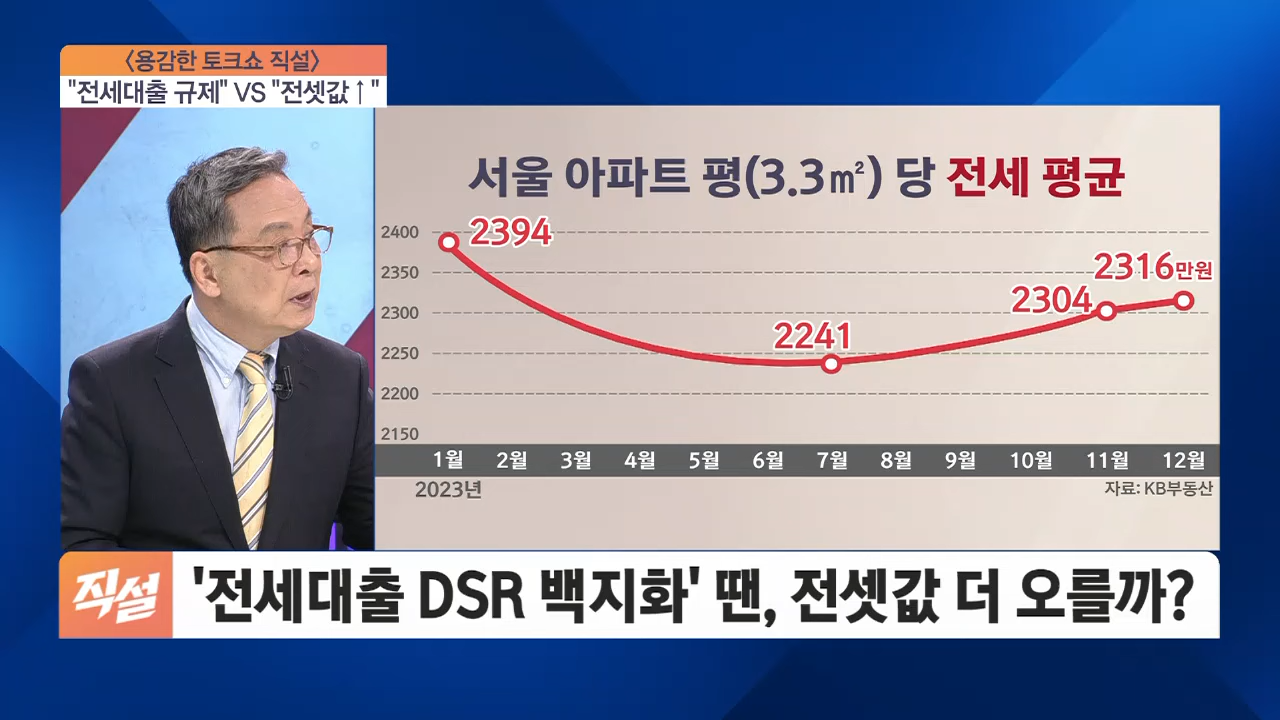 〈용감한 토크쇼 직설〉
"전세대출 규제" VS "전셋값↑"
서울 아파트 평(3.3㎡) 당 전세 평균
2400
2350
2300
2250
2200
2150
2394
2241
2304
2316만원
1월 2월 3월 4월 5월 6월 7월 8월 9월 10월 11월 12월
2023년
자료: KB부동산
직설
'전세대출 DSR 백지화' 땐, 전셋값 더 오를까?